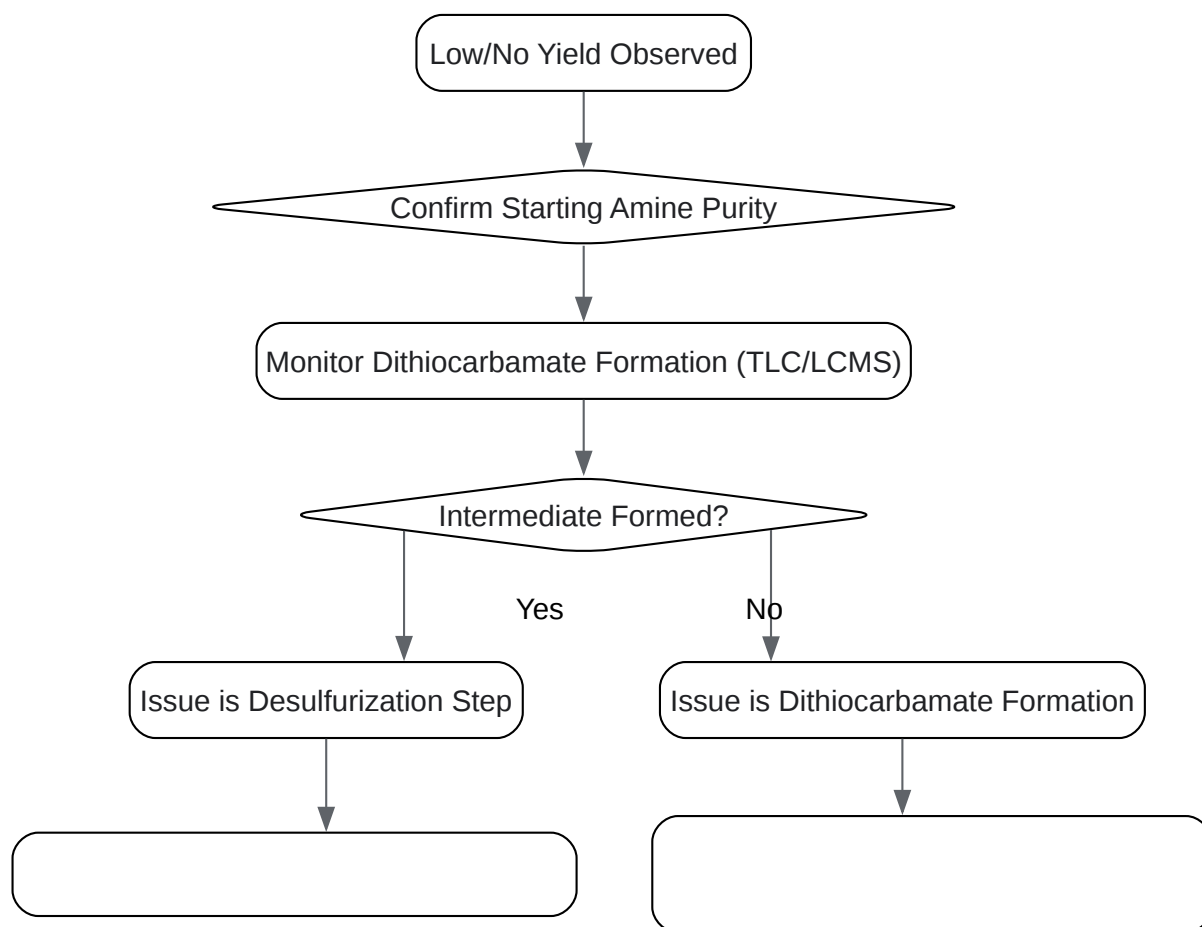 Low/No Yield Observed
Confirm Starting Amine Purity
Monitor Dithiocarbamate Formation (TLC/LCMS)
Intermediate Formed?
Yes
No
Issue is Desulfurization Step
Issue is Dithiocarbamate Formation